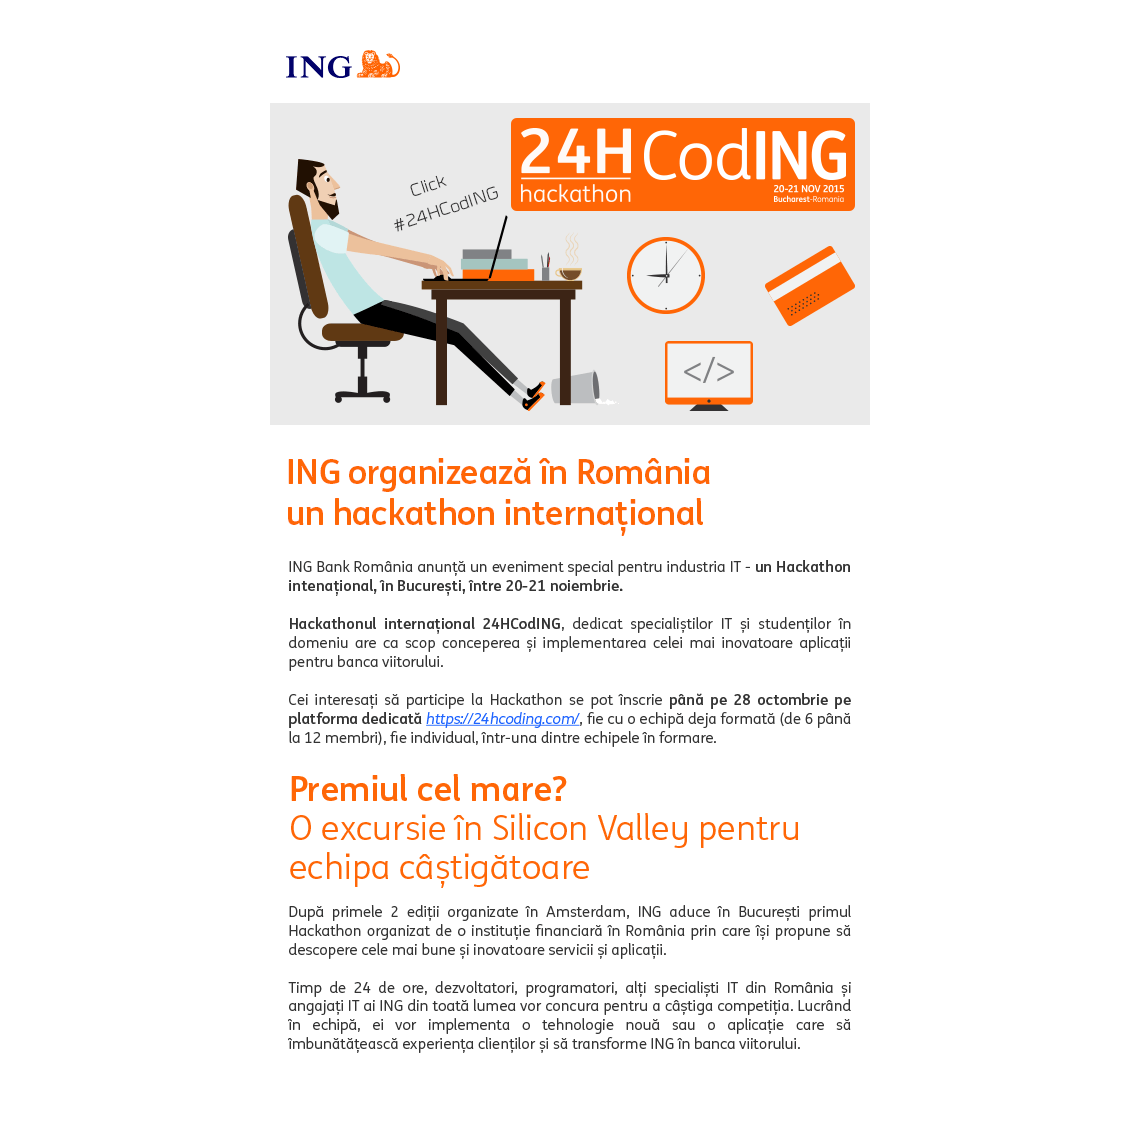 ING
24H CodING
hackathon
20-21 NOV 2015
Bucharest-Romania
Click
#24HCodING
</>
ING organizează în România
un hackathon internațional
ING Bank România anunță un eveniment special pentru industria IT - un Hackathon
intenațional, în București, între 20-21 noiembrie.
Hackathonul internațional 24HCodING, dedicat specialiștilor IT și studenților în
domeniu are ca scop conceperea și implementarea celei mai inovatoare aplicații
pentru banca viitorului.
Cei interesați să participe la Hackathon se pot înscrie până pe 28 octombrie pe
platforma dedicată https://24hcoding.com/, fie cu o echipă deja formată (de 6 până
la 12 membri), fie individual, într-una dintre echipele în formare.
Premiul cel mare?
O excursie în Silicon Valley pentru
echipa câștigătoare
După primele 2 ediții organizate în Amsterdam, ING aduce în București primul
Hackathon organizat de o instituție financiară în România prin care își propune să
descopere cele mai bune și inovatoare servicii și aplicații.
Timp de 24 de ore, dezvoltatori, programatori, alți specialiști IT din România și
angajați IT ai ING din toată lumea vor concura pentru a câștiga competiția. Lucrând
în echipă, ei vor implementa o tehnologie nouă sau o aplicație care să
îmbunătățească experiența clienților și să transforme ING în banca viitorului.